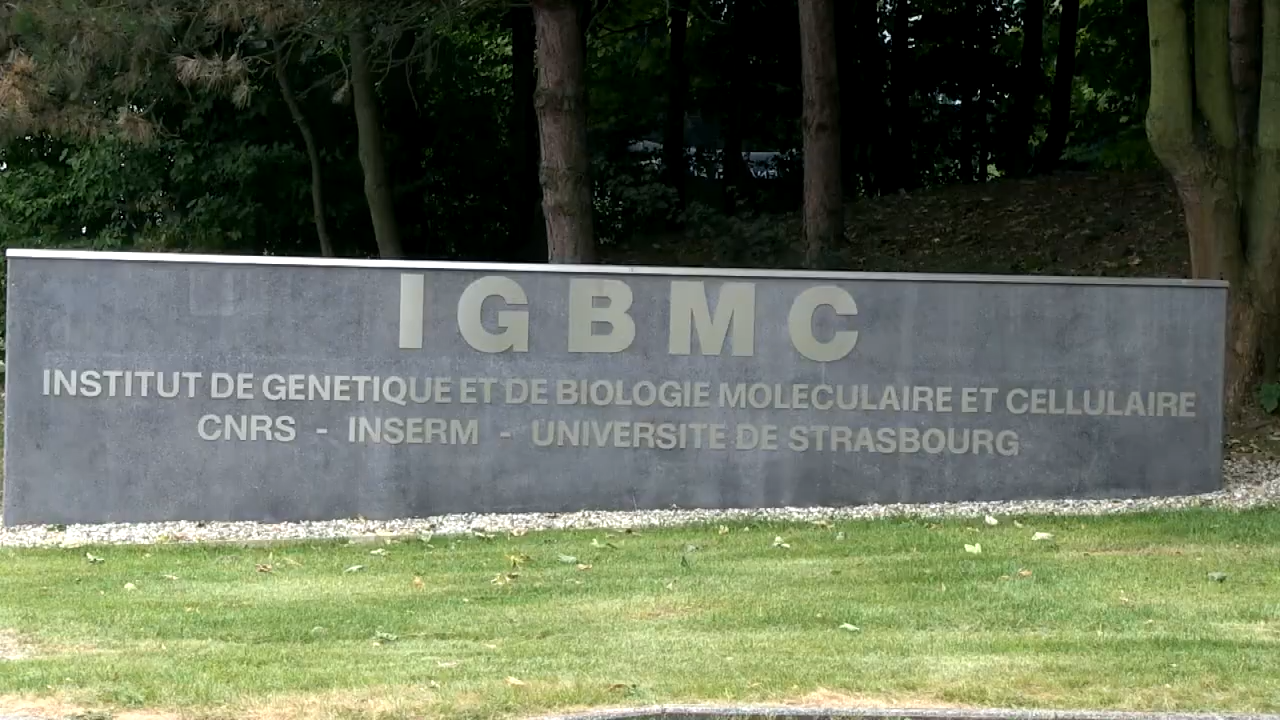 IGBMC
INSTITUT DE GENETIQUE ET DE BIOLOGIE MOLECULAIRE ET CELLULAIRE
CNRS - INSERM - UNIVERSITE DE STRASBOURG